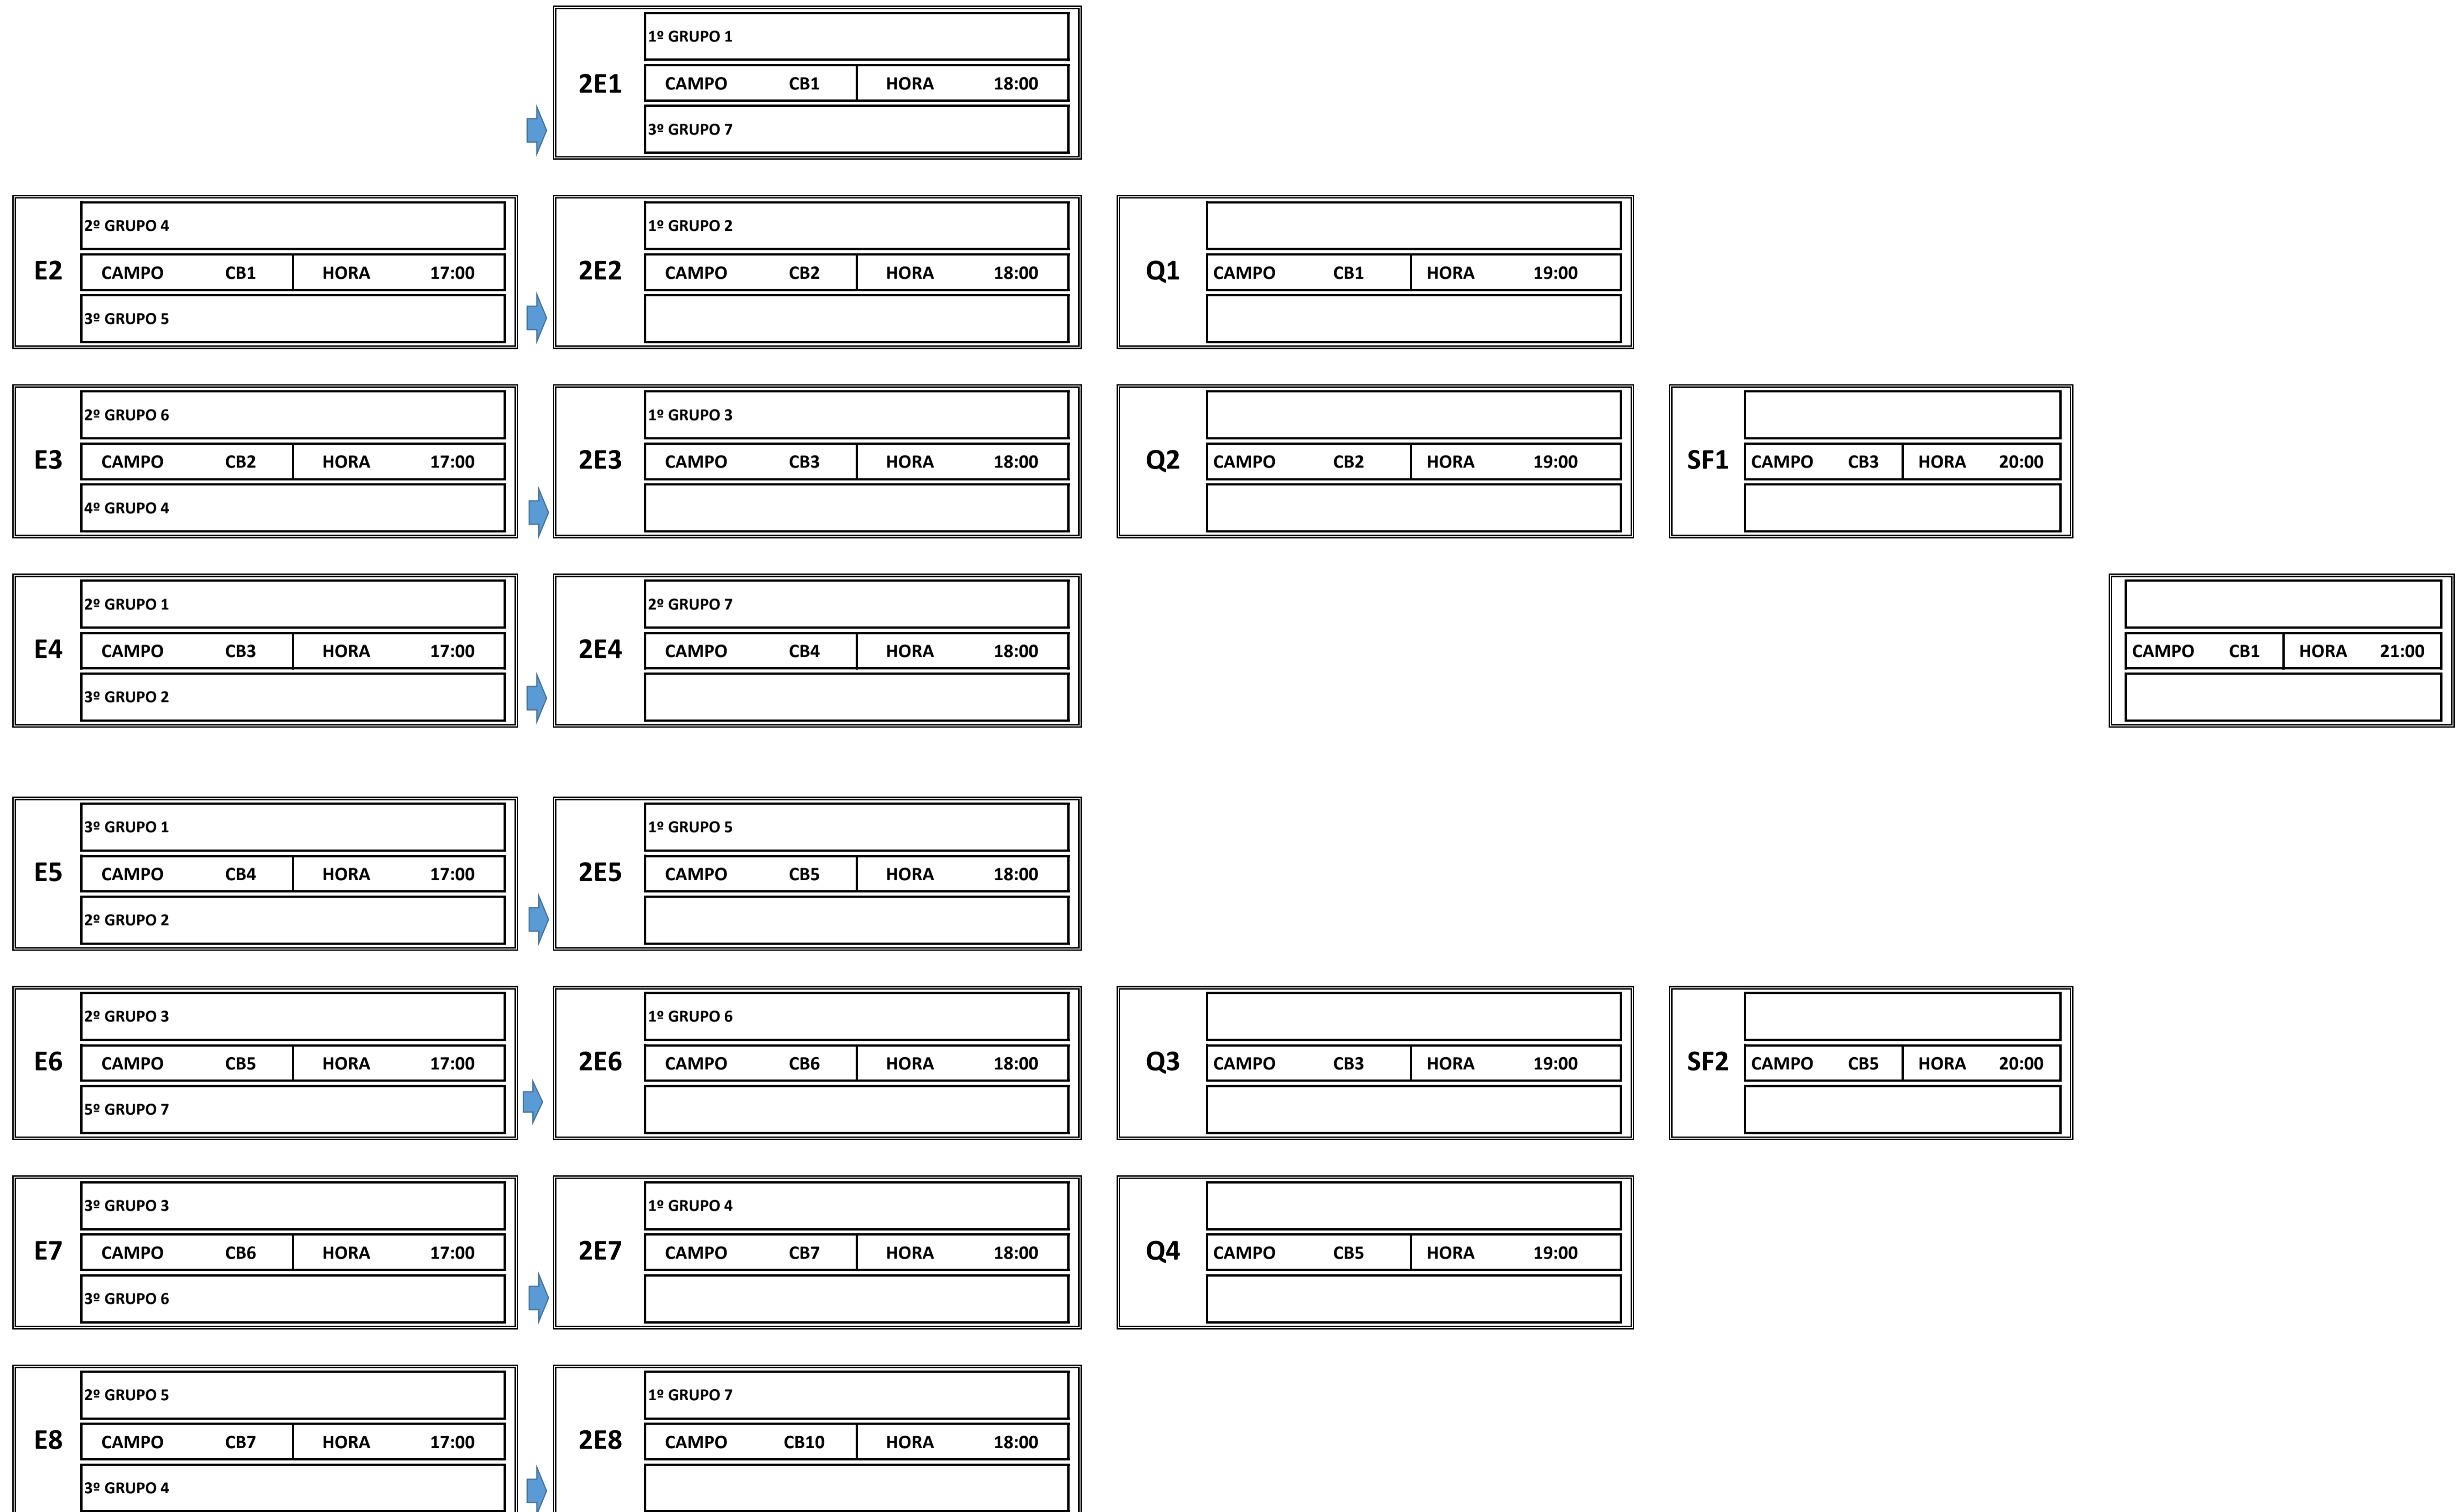 1º GRUPO 1
2E1 CAMPO CB1 HORA 18:00
3º GRUPO 7
2º GRUPO 4
E2 CAMPO CB1 HORA 17:00
3º GRUPO 5
1º GRUPO 2
2E2 CAMPO CB2 HORA 18:00
Q1 CAMPO CB1 HORA 19:00
2º GRUPO 6
E3 CAMPO CB2 HORA 17:00
4º GRUPO 4
1º GRUPO 3
2E3 CAMPO CB3 HORA 18:00
Q2 CAMPO CB2 HORA 19:00
SF1 CAMPO CB3 HORA 20:00
2º GRUPO 1
E4 CAMPO CB3 HORA 17:00
3º GRUPO 2
2º GRUPO 7
2E4 CAMPO CB4 HORA 18:00
CAMPO CB1 HORA 21:00
3º GRUPO 1
E5 CAMPO CB4 HORA 17:00
2º GRUPO 2
1º GRUPO 5
2E5 CAMPO CB5 HORA 18:00
2º GRUPO 3
E6 CAMPO CB5 HORA 17:00
5º GRUPO 7
1º GRUPO 6
2E6 CAMPO CB6 HORA 18:00
Q3 CAMPO CB3 HORA 19:00
SF2 CAMPO CB5 HORA 20:00
3º GRUPO 3
E7 CAMPO CB6 HORA 17:00
3º GRUPO 6
1º GRUPO 4
2E7 CAMPO CB7 HORA 18:00
Q4 CAMPO CB5 HORA 19:00
2º GRUPO 5
E8 CAMPO CB7 HORA 17:00
3º GRUPO 4
1º GRUPO 7
2E8 CAMPO CB10 HORA 18:00